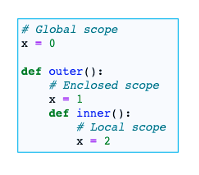 # Global scope
x = 0

def outer():
    # Enclosed scope
    x = 1
    def inner():
        # Local scope
        x = 2